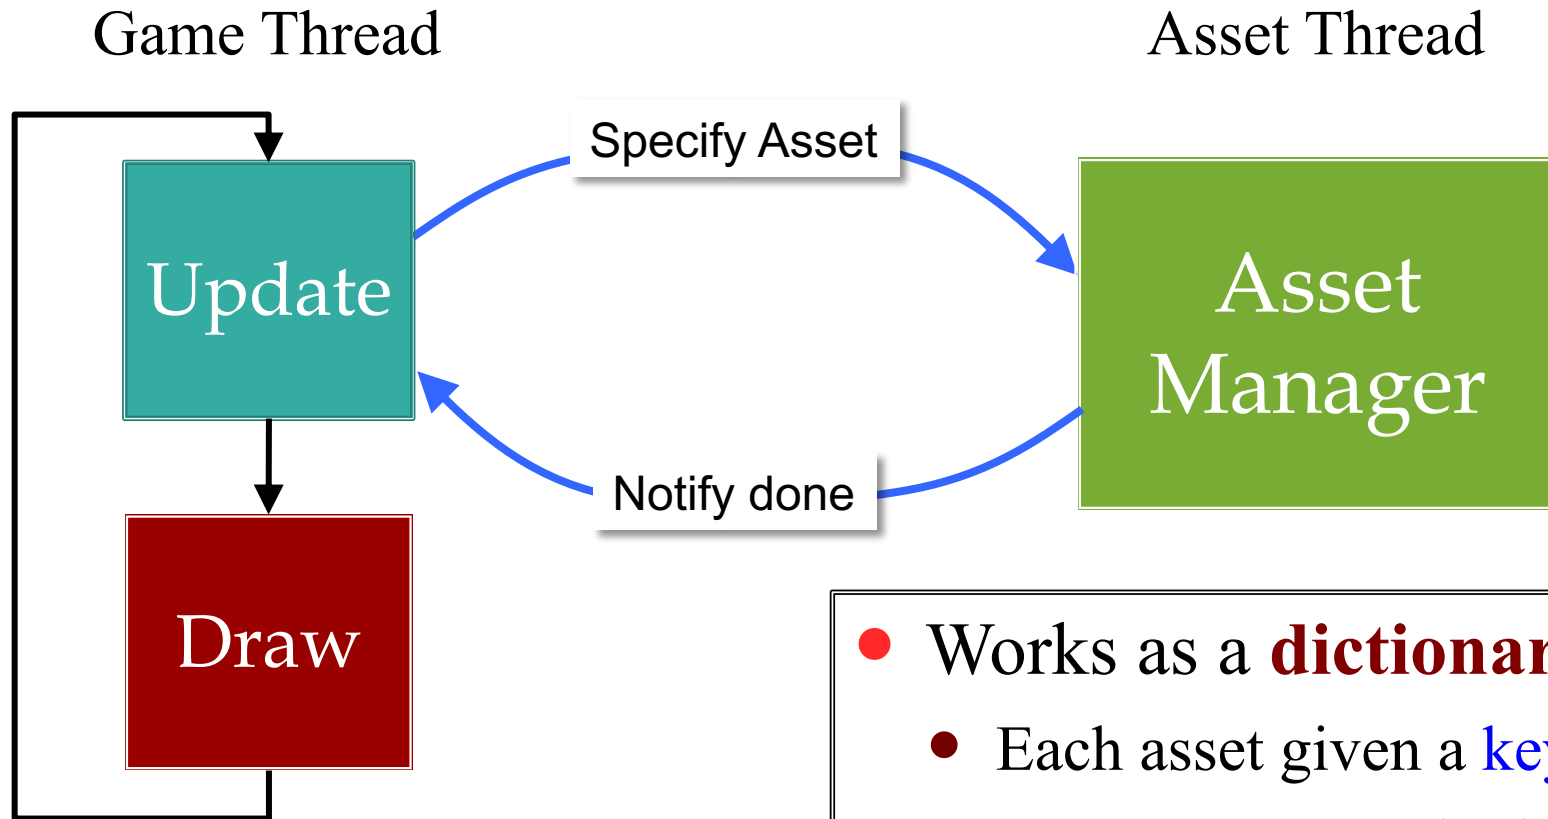 Game Thread
Asset Thread
Specify Asset
Update
Asset
Manager
Notify done
Draw
• Works as a
• Each asset given a